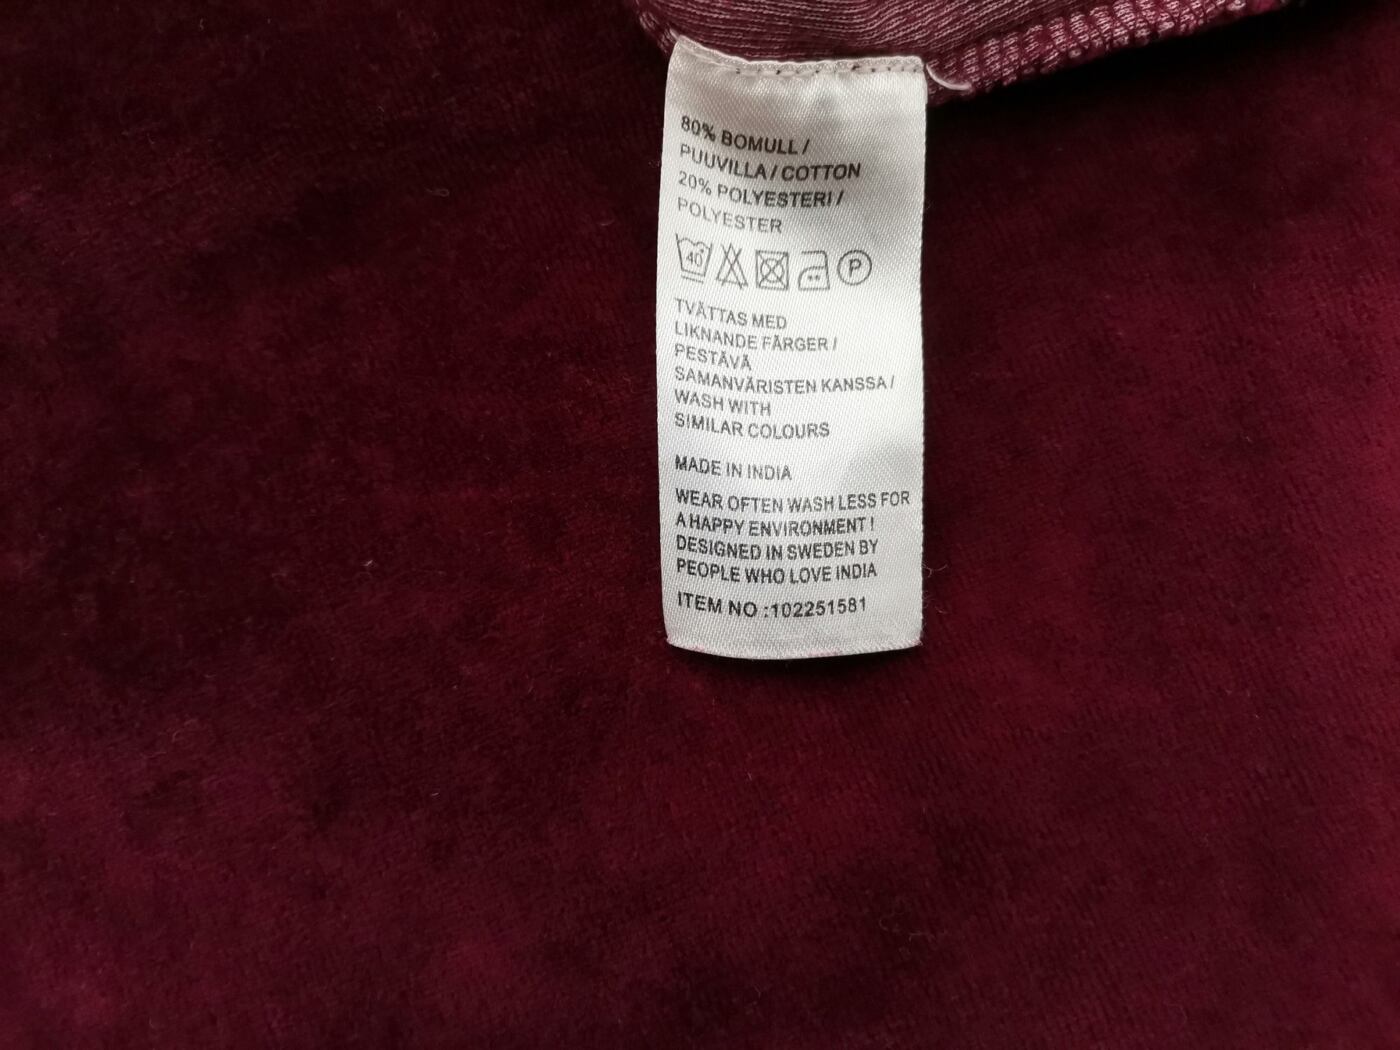 80% BOMULL /
PUUVILLA / COTTON
20% POLYESTERI /
POLYESTER
40° P
TVÄTTAS MED
LIKNANDE FÄRGER /
PESTÄVÄ
SAMANVÄRISTEN KANSSA /
WASH WITH
SIMILAR COLOURS
MADE IN INDIA
WEAR OFTEN WASH LESS FOR
A HAPPY ENVIRONMENT !
DESIGNED IN SWEDEN BY
PEOPLE WHO LOVE INDIA
ITEM NO :102251581